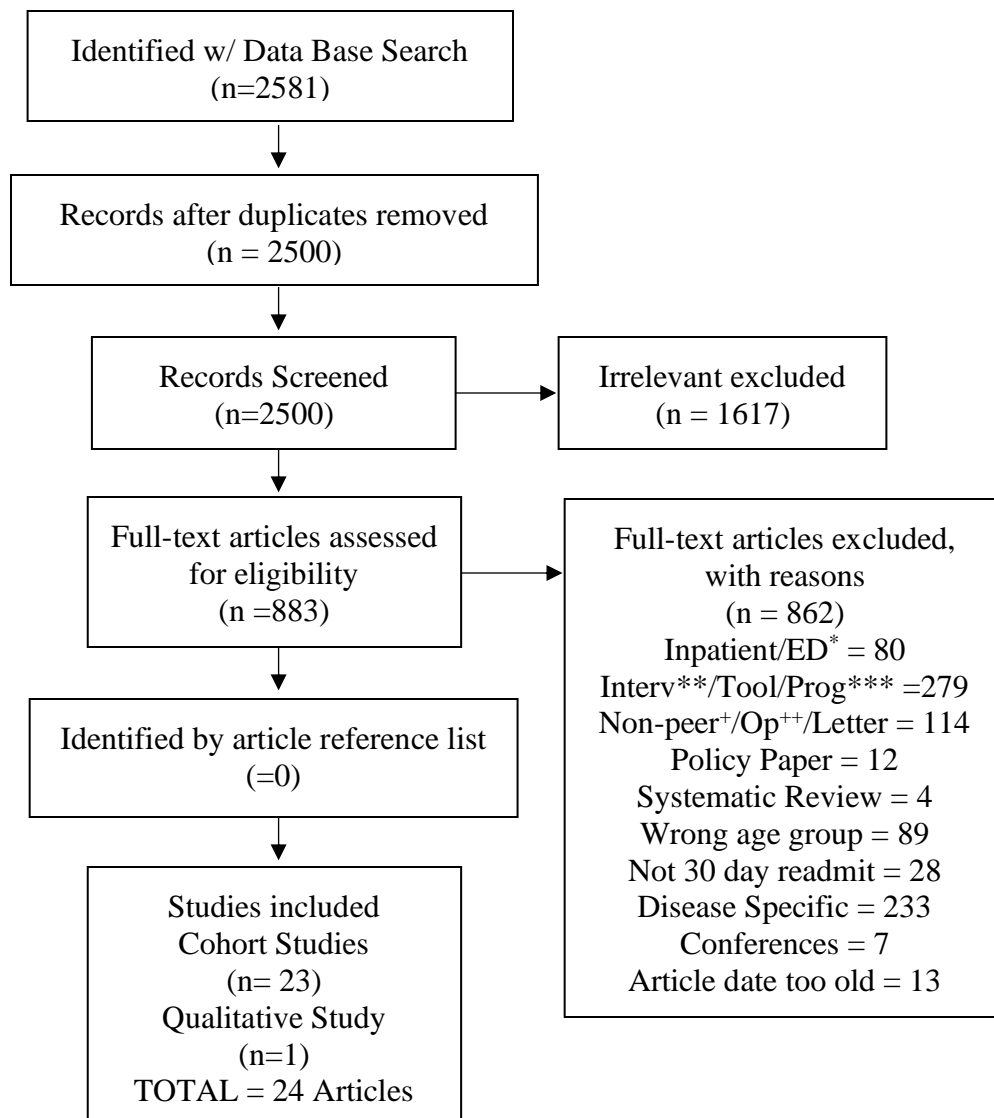 Identified w/ Data Base Search
(n=2581)
Records after duplicates removed
(n = 2500)
Records Screened
(n=2500)
Irrelevant excluded
(n = 1617)
Full-text articles assessed
for eligibility
(n =883)
Full-text articles excluded,
with reasons
(n = 862)
Inpatient/ED* = 80
Interv**/Tool/Prog*** =279
Non-peer⁺/Op⁺⁺/Letter = 114
Policy Paper = 12
Systematic Review = 4
Wrong age group = 89
Not 30 day readmit = 28
Disease Specific = 233
Conferences = 7
Article date too old = 13
Identified by article reference list
(=0)
Studies included
Cohort Studies
(n= 23)
Qualitative Study
(n=1)
TOTAL = 24 Articles